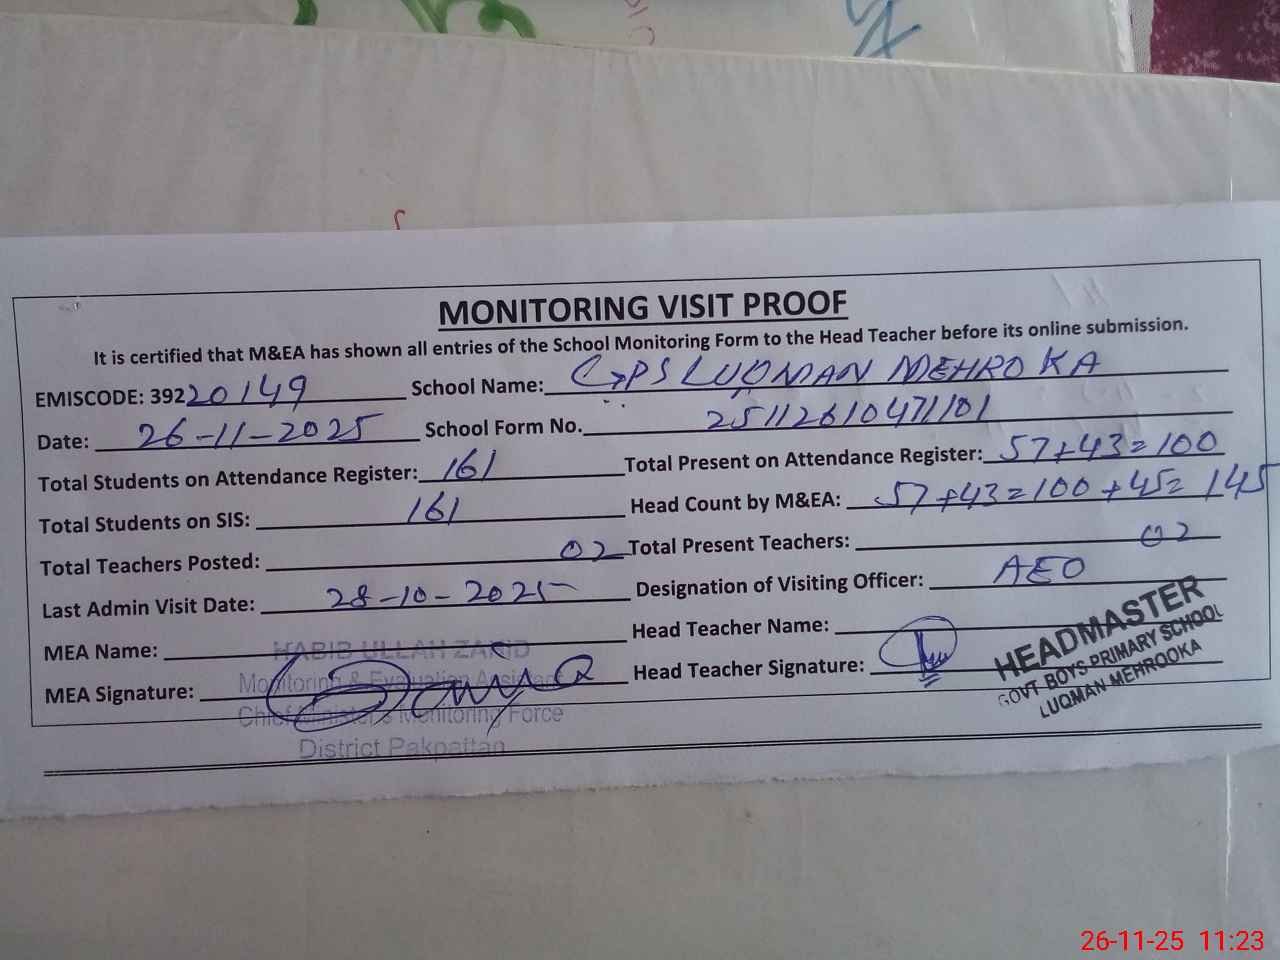 MONITORING VISIT PROOF
It is certified that M&EA has shown all entries of the School Monitoring Form to the Head Teacher before its online submission.
EMISCODE: 39220149 School Name: GPS LUQMAN MEHROKA
Date: 26-11-2025 School Form No. 25112610471101
Total Students on Attendance Register: 161 Total Present on Attendance Register: 57+43=100
Total Students on SIS: 161 Head Count by M&EA: 57+43=100+45=145
Total Teachers Posted: 02 Total Present Teachers: 02
Last Admin Visit Date: 28-10-2025 Designation of Visiting Officer: AEO
MEA Name: HABIB ULLAH ZAHID Head Teacher Name:
MEA Signature: Head Teacher Signature:
Monitoring & Evaluation Assistant
Chief Minister's Monitoring Force
District Pakpattan
HEADMASTER
GOVT BOYS PRIMARY SCHOOL
LUQMAN MEHROOKA
26-11-25 11:23